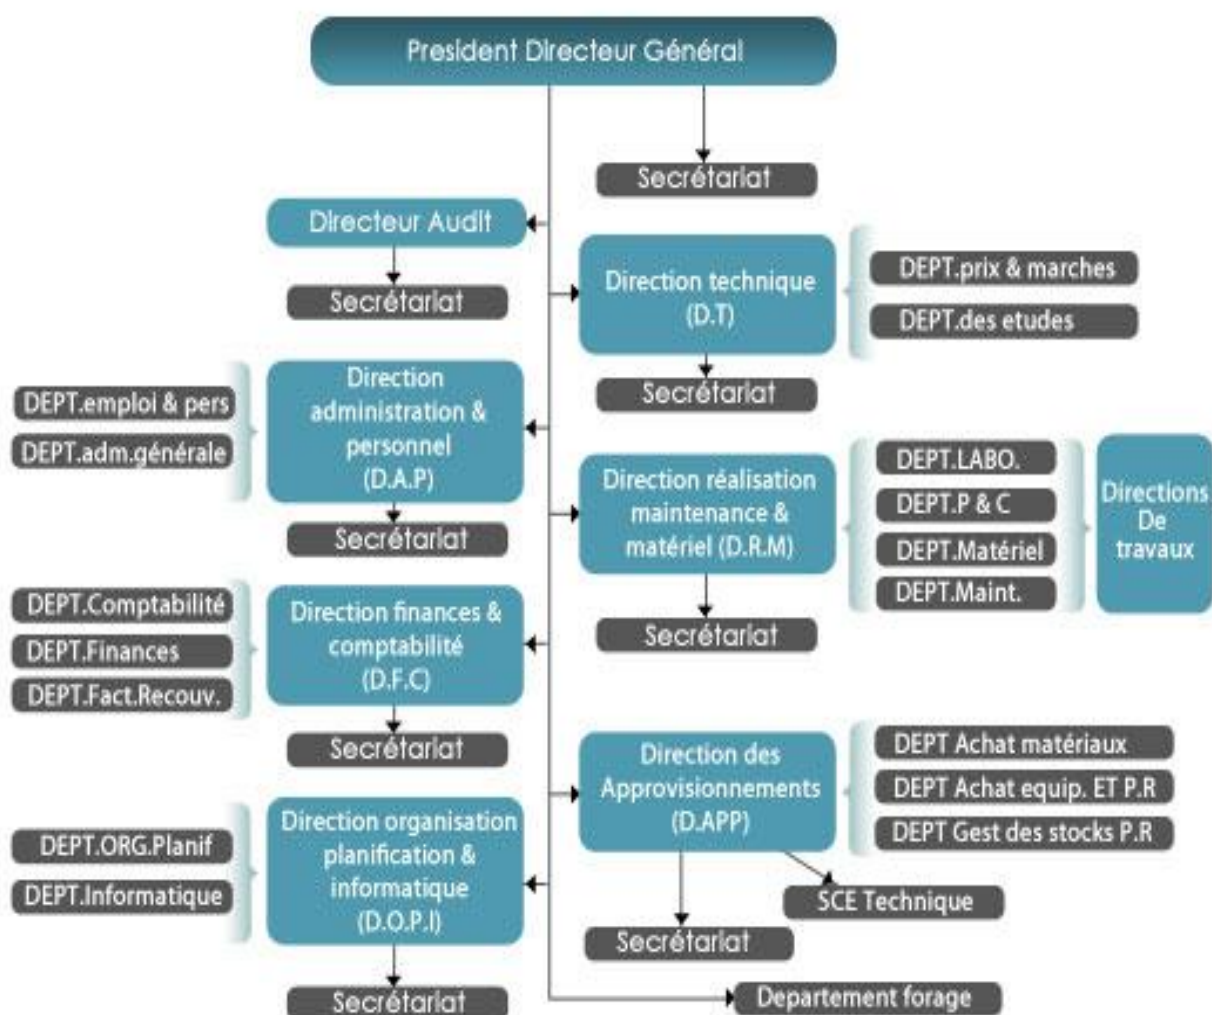 President Directeur Général
Secrétariat
Directeur Audit
Secrétariat
Direction technique
(D.T)
DEPT.prix & marches
DEPT.des etudes
Secrétariat
DEPT.emploi & pers
DEPT.adm.générale
Direction
administration &
personnel
(D.A.P)
Secrétariat
Direction réalisation
maintenance &
matériel (D.R.M)
DEPT.LABO.
DEPT.P & C
DEPT.Matériel
DEPT.Maint.
Directions
De
travaux
Secrétariat
DEPT.Comptabilité
DEPT.Finances
DEPT.Fact.Recouv.
Direction finances &
comptabilité
(D.F.C)
Secrétariat
Direction des
Approvisionnements
(D.APP)
DEPT Achat matériaux
DEPT Achat equip. ET P.R
DEPT Gest des stocks P.R
SCE Technique
Secrétariat
DEPT.ORG.Planif
DEPT.Informatique
Direction organisation
planification &
informatique
(D.O.P.I)
Secrétariat
Departement forage